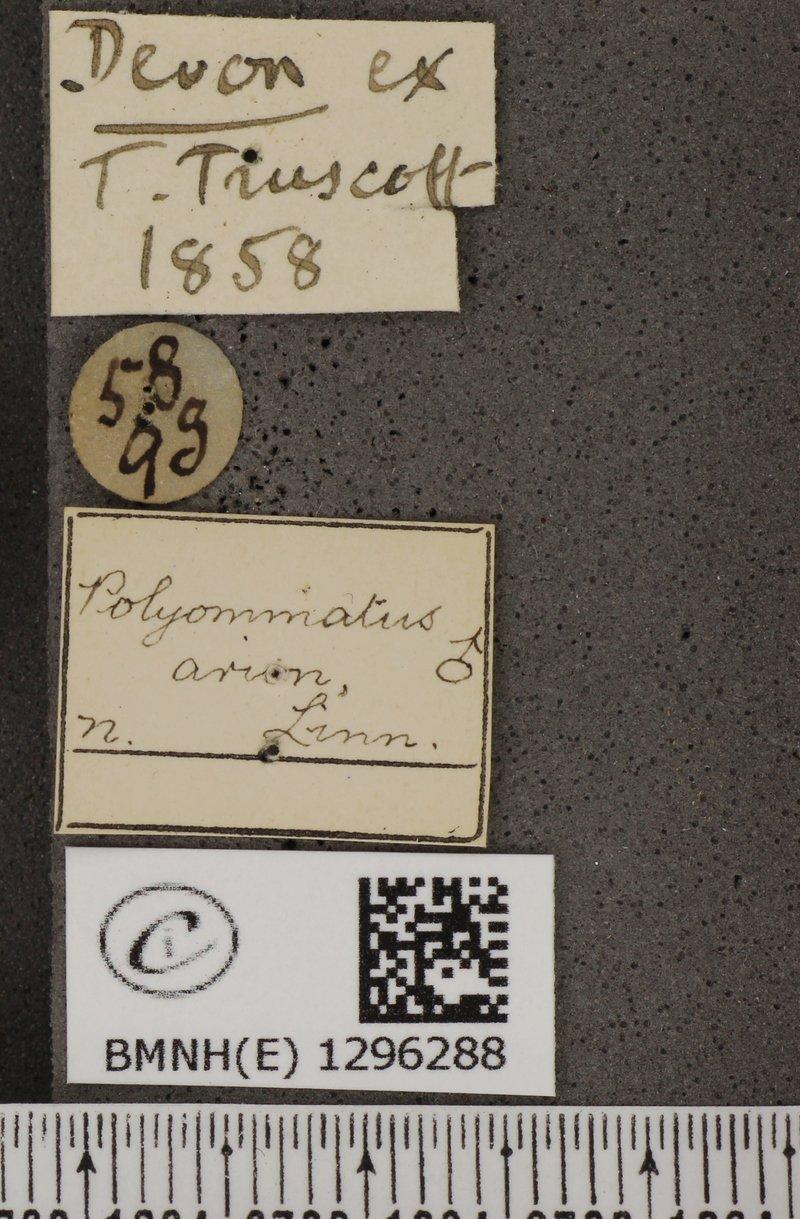 Devon ex
T. Truscott
1858
58
99
Polyommatus
arion, ♂
n. Linn.
C i
BMNH(E) 1296288